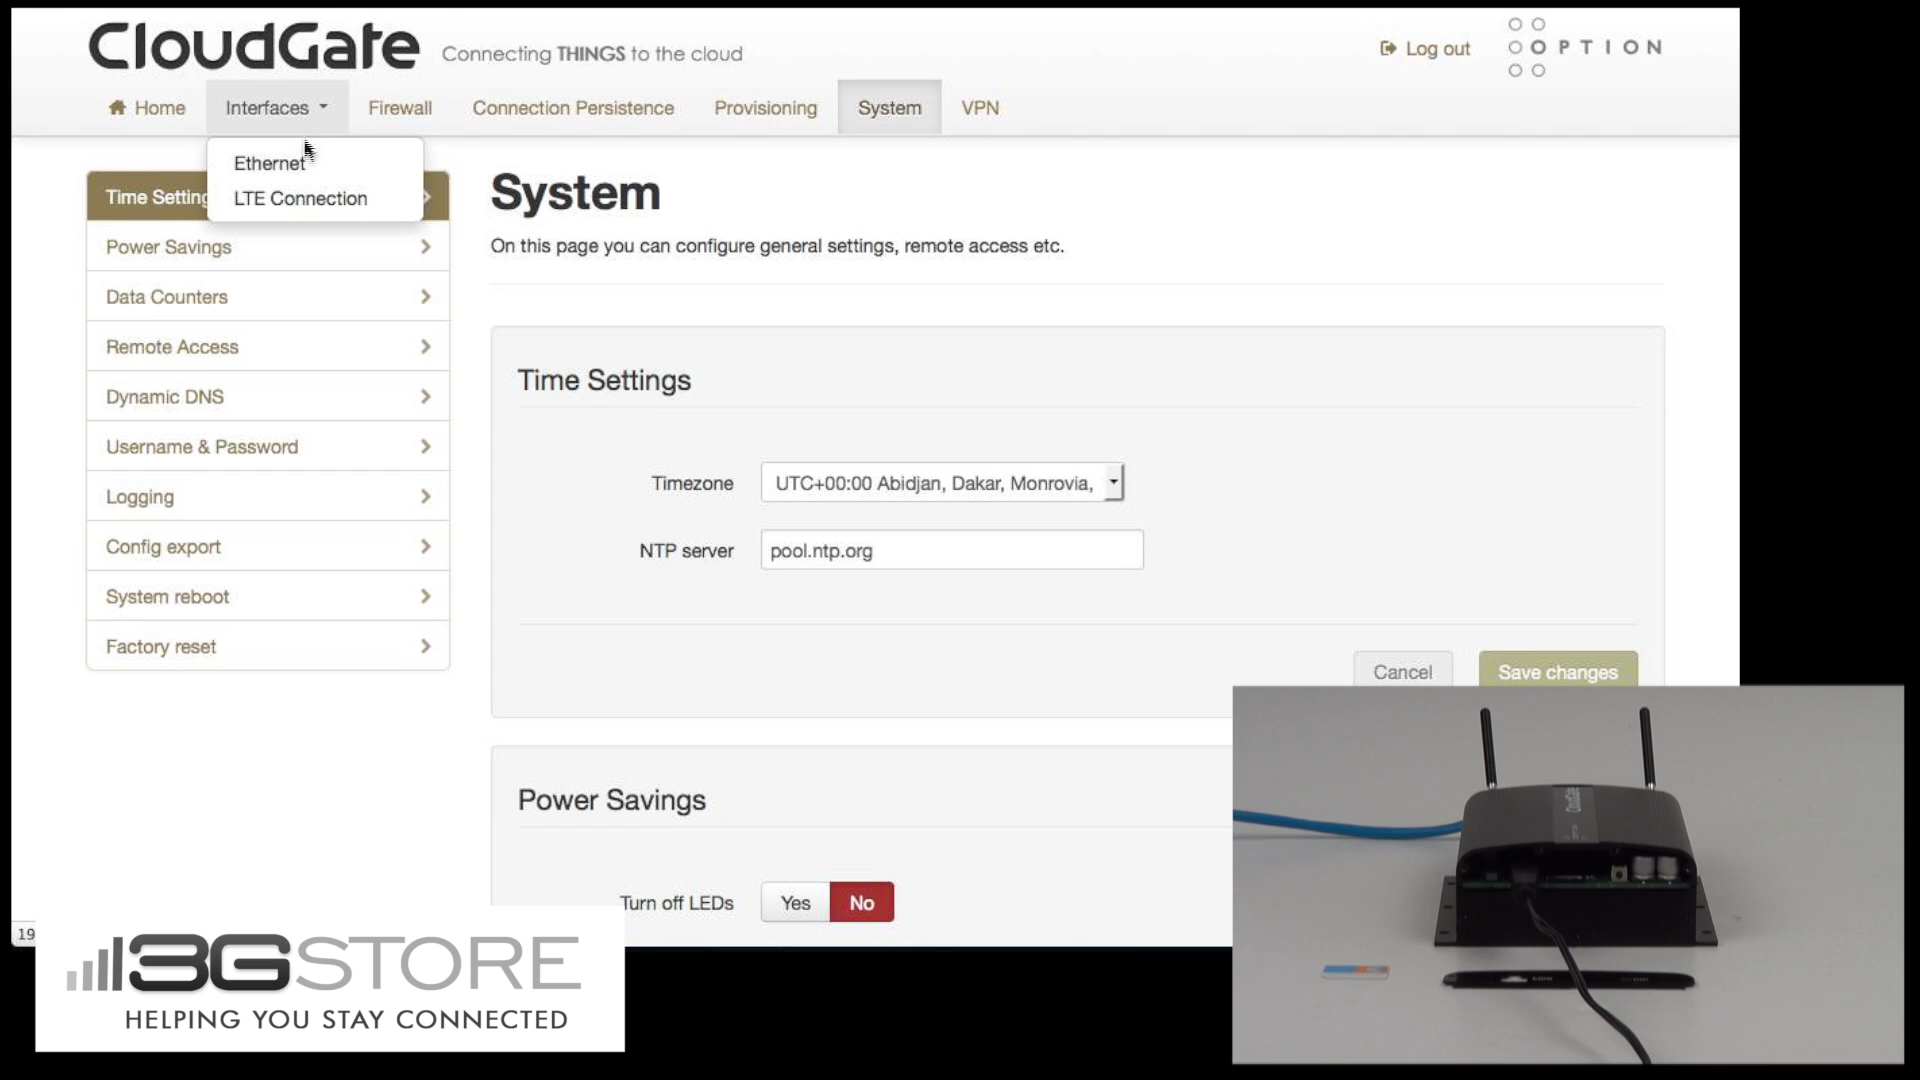 CloudGate Connecting THINGS to the cloud
Log out
OPTION
Home Interfaces Firewall Connection Persistence Provisioning System VPN
Ethernet
LTE Connection
Time Setting
Power Savings
Data Counters
Remote Access
Dynamic DNS
Username & Password
Logging
Config export
System reboot
Factory reset
System
On this page you can configure general settings, remote access etc.
Time Settings
Timezone UTC+00:00 Abidjan, Dakar, Monrovia,
NTP server pool.ntp.org
Cancel Save changes
Power Savings
Turn off LEDs Yes No
19
3GSTORE
HELPING YOU STAY CONNECTED
CloudGate